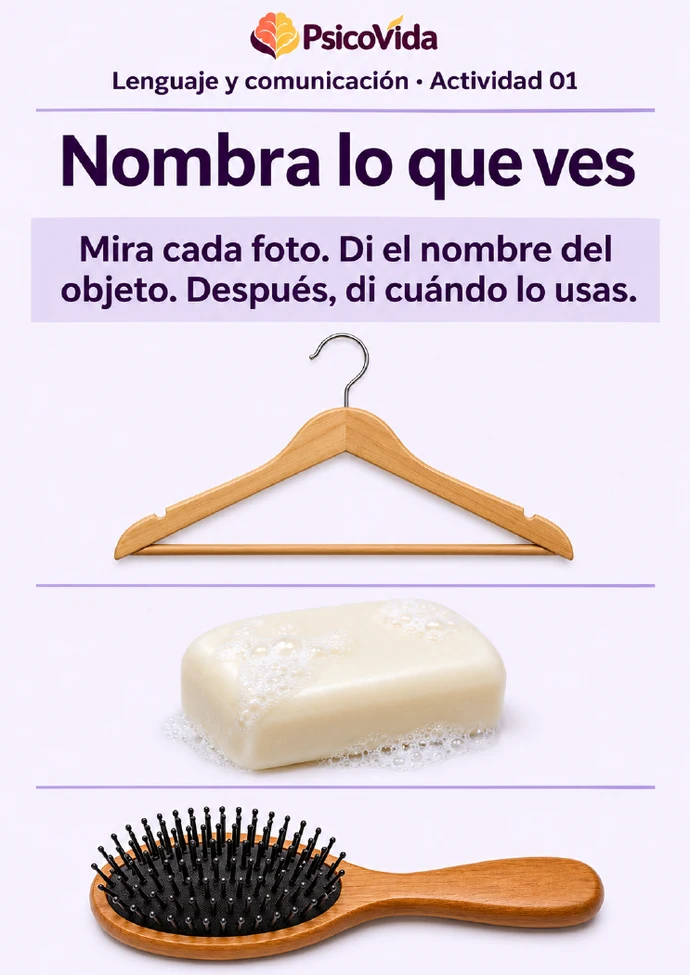 PsicoVida
Lenguaje y comunicación · Actividad 01
Nombra lo que ves
Mira cada foto. Di el nombre del
objeto. Después, di cuándo lo usas.